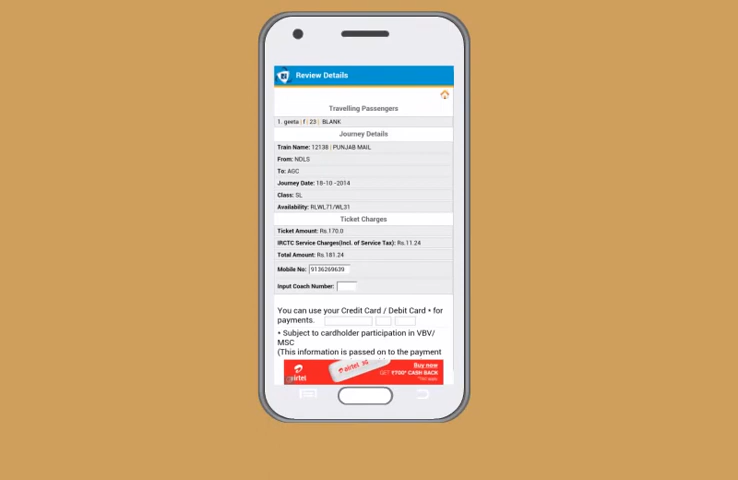 Review Details
Travelling Passengers
1. geeta | f | 23 | BLANK
Journey Details
Train Name: 12138 | PUNJAB MAIL
From: NDLS
To: AGC
Journey Date: 18-10 -2014
Class: SL
Availability: RLWL71/WL31
Ticket Charges
Ticket Amount: Rs.170.0
IRCTC Service Charges(Incl. of Service Tax): Rs.11.24
Total Amount: Rs.181.24
Mobile No: 9136269639
Input Coach Number:
You can use your Credit Card / Debit Card • for
payments.
• Subject to cardholder participation in VBV/
MSC
(This information is passed on to the payment
airtel
airtel 3G
Buy now
GET ₹700* CASH BACK